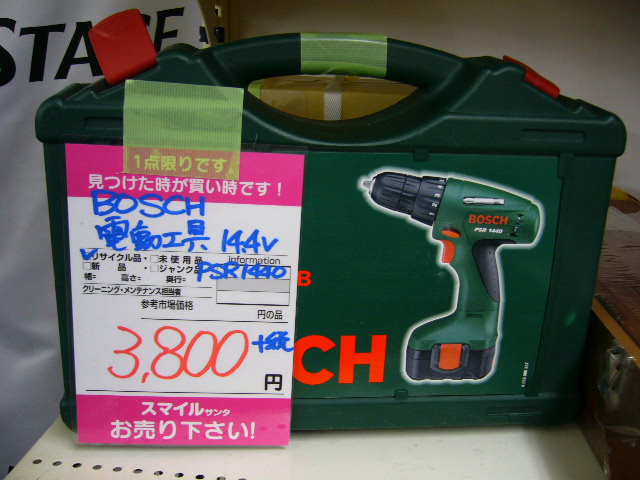 STAGE
1点限りです
見つけた時が買い時です！
BOSCH
電動工具 14.4V
リサイクル品・□未使用品 information
□新 品 ・□ジャンク品 PSR1440
幅= 高さ= 奥行=
クリーニング・メンテナンス担当者
参考市場価格 円の品
3,800 +税
円
スマイルサンタ
お売り下さい！
BOSCH
PSR 1440
B
CH